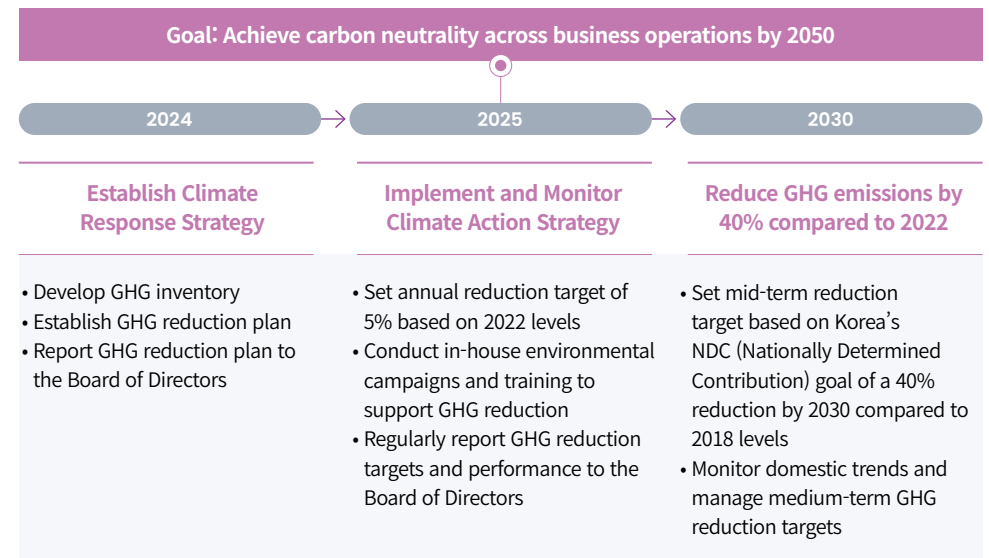 Goal: Achieve carbon neutrality across business operations by 2050
2024
Establish Climate
Response Strategy
• Develop GHG inventory
• Establish GHG reduction plan
• Report GHG reduction plan to
the Board of Directors
2025
Implement and Monitor
Climate Action Strategy
• Set annual reduction target of
5% based on 2022 levels
• Conduct in-house environmental
campaigns and training to
support GHG reduction
• Regularly report GHG reduction
targets and performance to the
Board of Directors
2030
Reduce GHG emissions by
40% compared to 2022
• Set mid-term reduction
target based on Korea’s
NDC (Nationally Determined
Contribution) goal of a 40%
reduction by 2030 compared to
2018 levels
• Monitor domestic trends and
manage medium-term GHG
reduction targets